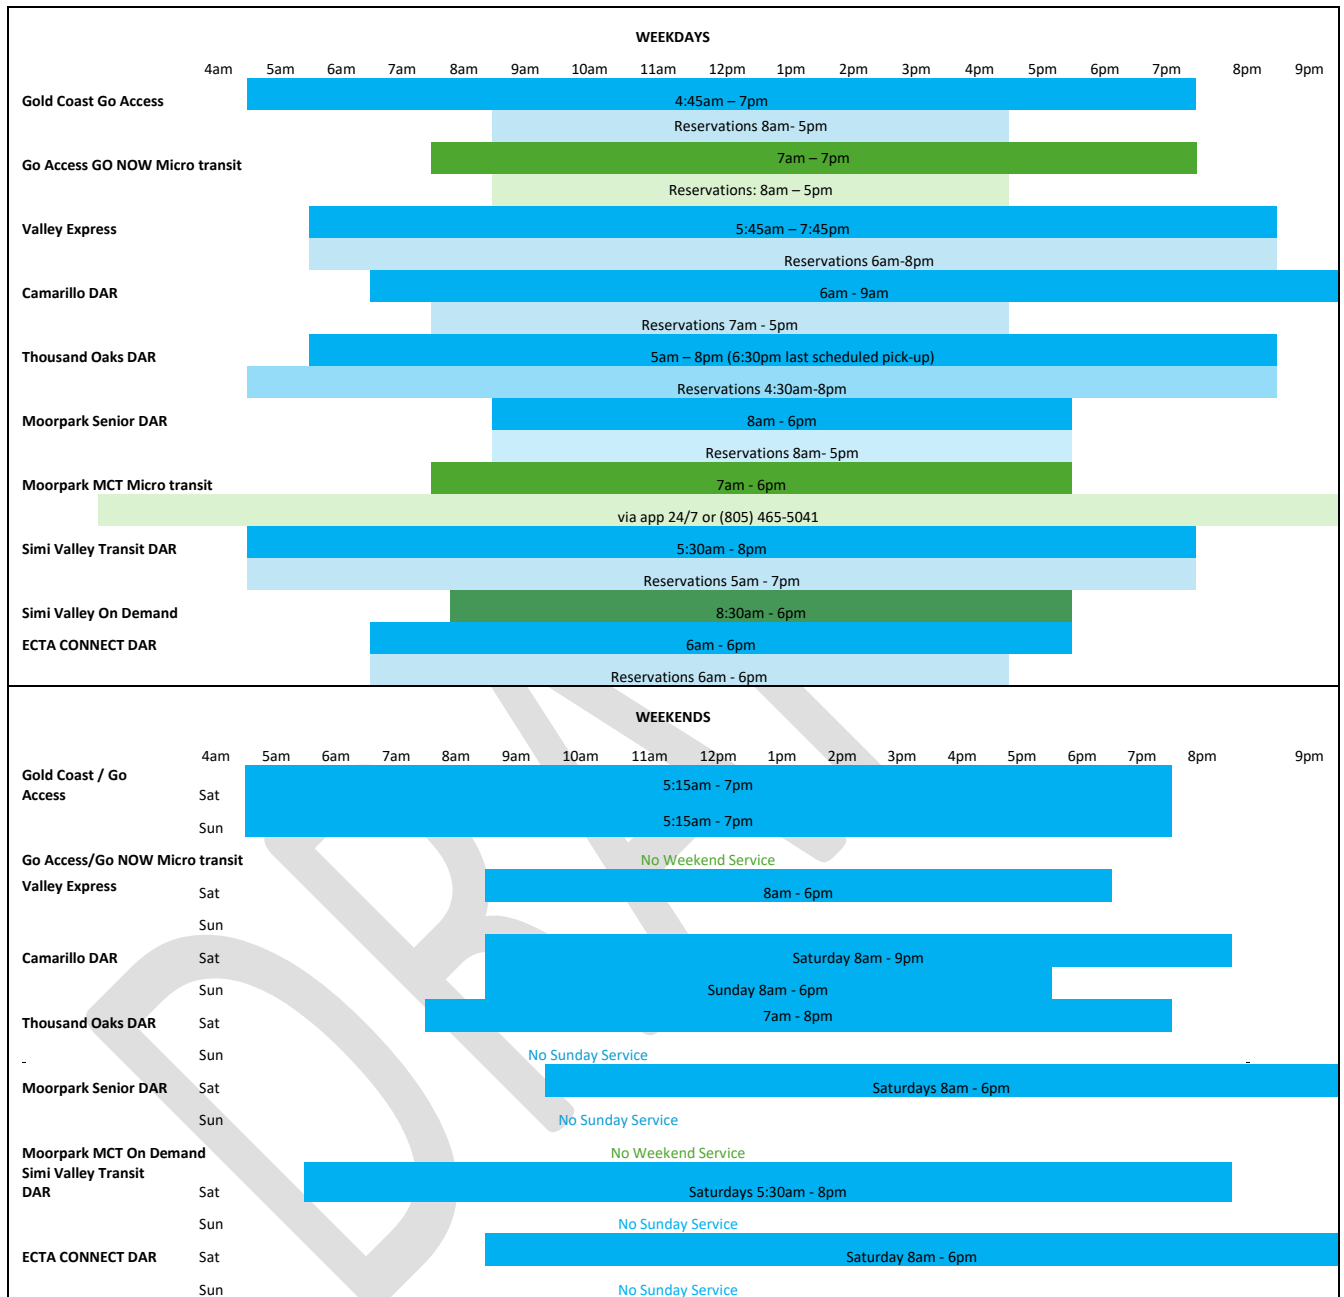 WEEKDAYS
4am 5am 6am 7am 8am 9am 10am 11am 12pm 1pm 2pm 3pm 4pm 5pm 6pm 7pm 8pm 9pm
Gold Coast Go Access 4:45am – 7pm
Reservations 8am- 5pm
Go Access GO NOW Micro transit 7am – 7pm
Reservations: 8am – 5pm
Valley Express 5:45am – 7:45pm
Reservations 6am-8pm
Camarillo DAR 6am - 9am
Reservations 7am - 5pm
Thousand Oaks DAR 5am – 8pm (6:30pm last scheduled pick-up)
Reservations 4:30am-8pm
Moorpark Senior DAR 8am - 6pm
Reservations 8am- 5pm
Moorpark MCT Micro transit 7am - 6pm
via app 24/7 or (805) 465-5041
Simi Valley Transit DAR 5:30am - 8pm
Reservations 5am - 7pm
Simi Valley On Demand 8:30am - 6pm
ECTA CONNECT DAR 6am - 6pm
Reservations 6am - 6pm
WEEKENDS
4am 5am 6am 7am 8am 9am 10am 11am 12pm 1pm 2pm 3pm 4pm 5pm 6pm 7pm 8pm 9pm
Gold Coast / Go
Access Sat 5:15am - 7pm
Sun 5:15am - 7pm
Go Access/Go NOW Micro transit No Weekend Service
Valley Express Sat 8am - 6pm
Sun
Camarillo DAR Sat Saturday 8am - 9pm
Sun Sunday 8am - 6pm
Thousand Oaks DAR Sat 7am - 8pm
Sun No Sunday Service
Moorpark Senior DAR Sat Saturdays 8am - 6pm
Sun No Sunday Service
Moorpark MCT On Demand No Weekend Service
Simi Valley Transit
DAR Sat Saturdays 5:30am - 8pm
Sun No Sunday Service
ECTA CONNECT DAR Sat Saturday 8am - 6pm
Sun No Sunday Service